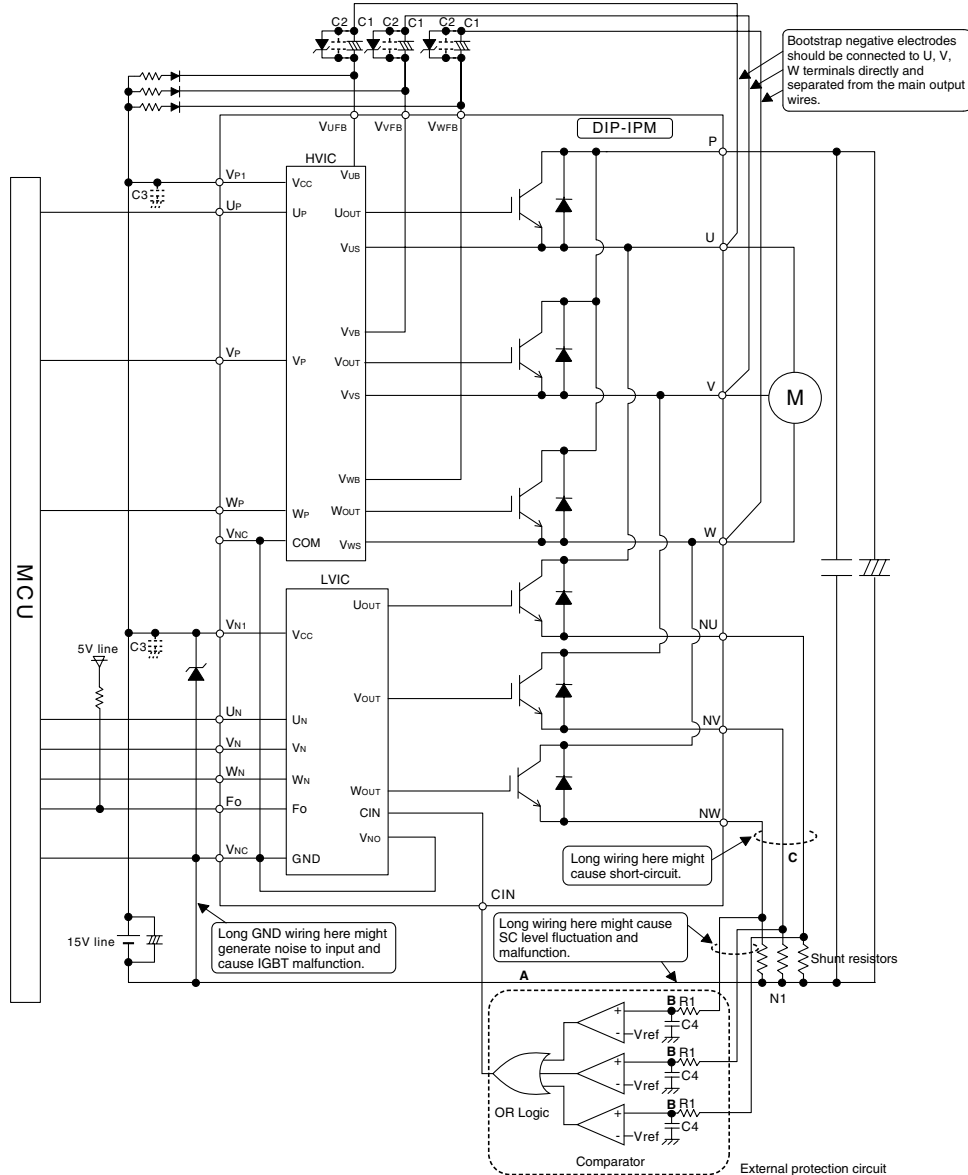 C2 C1 C2 C1 C2 C1
Bootstrap negative electrodes
should be connected to U, V,
W terminals directly and
separated from the main output
wires.
VUFB VVFB VWFB
DIP-IPM
P
HVIC
VP1
C3
VCC
VUB
UP
UP
UOUT
U
VUS
VVB
VP
VP
VOUT
V
VVS
M
VWB
WP
WP
WOUT
W
VNC
COM
VWS
MCU
LVIC
UOUT
VN1
VCC
C3
5V line
NU
VOUT
UN
UN
NV
VN
VN
WN
WN
WOUT
FO
FO
CIN
NW
VNO
VNC
GND
C
Long wiring here might
cause short-circuit.
CIN
15V line
Long GND wiring here might
generate noise to input and
cause IGBT malfunction.
Long wiring here might cause
SC level fluctuation and
malfunction.
Shunt resistors
A
N1
B R1
+
C4
-
Vref
B R1
+
C4
-
Vref
OR Logic
B R1
+
C4
-
Vref
Comparator
External protection circuit